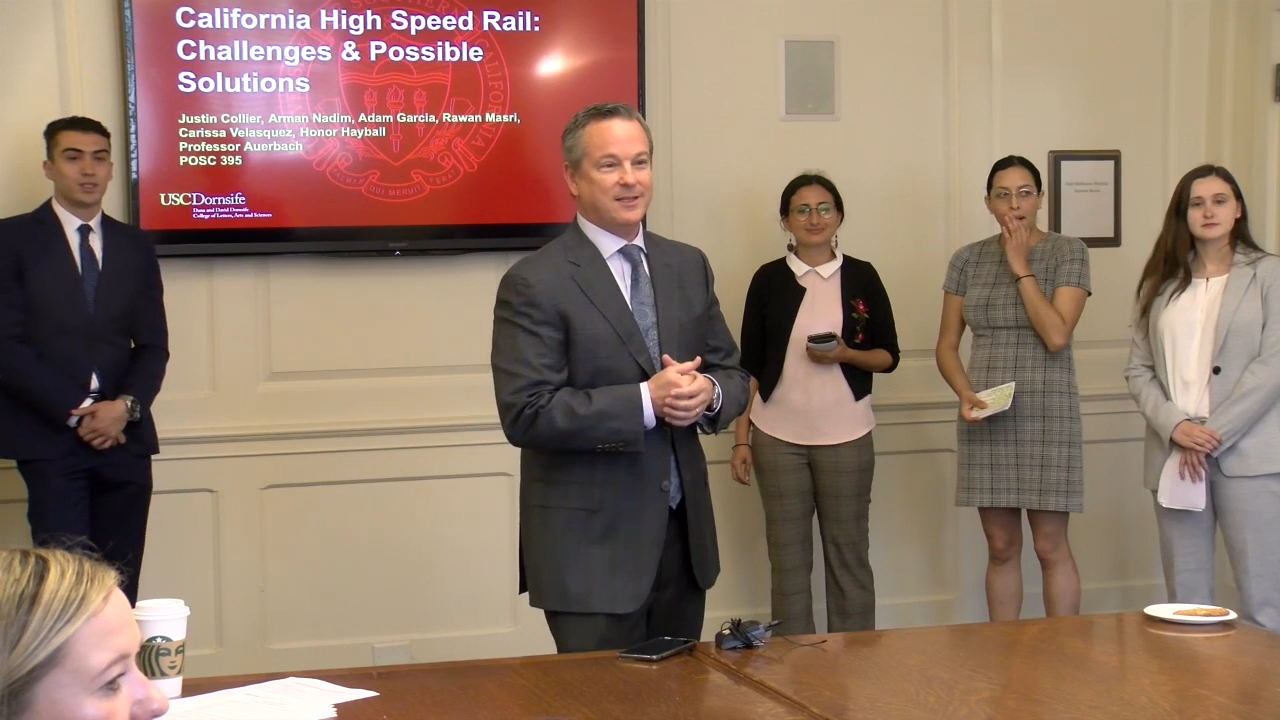 California High Speed Rail:
Challenges & Possible
Solutions
Justin Collier, Arman Nadim, Adam Garcia, Rawan Masri,
Carissa Velasquez, Honor Hayball
Professor Auerbach
POSC 395
USC Dornsife
Dana and David Dornsife
College of Letters, Arts and Sciences